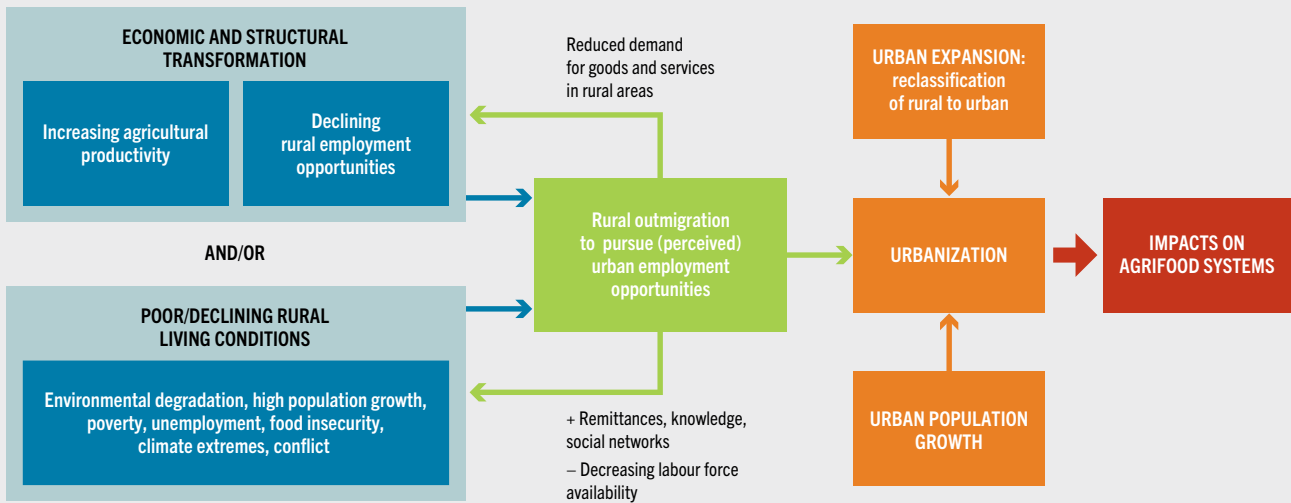 ECONOMIC AND STRUCTURAL
TRANSFORMATION
Increasing agricultural
productivity
Declining
rural employment
opportunities
AND/OR
POOR/DECLINING RURAL
LIVING CONDITIONS
Environmental degradation, high population growth,
poverty, unemployment, food insecurity,
climate extremes, conflict
Reduced demand
for goods and services
in rural areas
Rural outmigration
to pursue (perceived)
urban employment
opportunities
+ Remittances, knowledge,
social networks
– Decreasing labour force
availability
URBAN EXPANSION:
reclassification
of rural to urban
URBANIZATION
URBAN POPULATION
GROWTH
IMPACTS ON
AGRIFOOD SYSTEMS